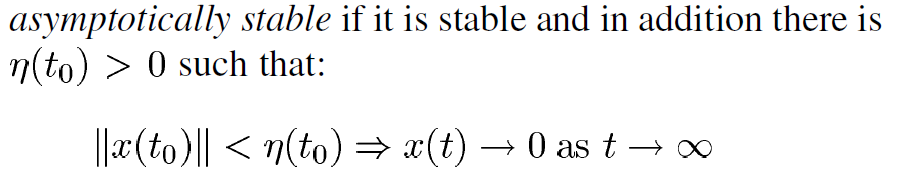 asymptotically stable if it is stable and in addition there is
η(t₀) > 0 such that:
||x(t₀)|| < η(t₀) ⇒ x(t) → 0 as t → ∞